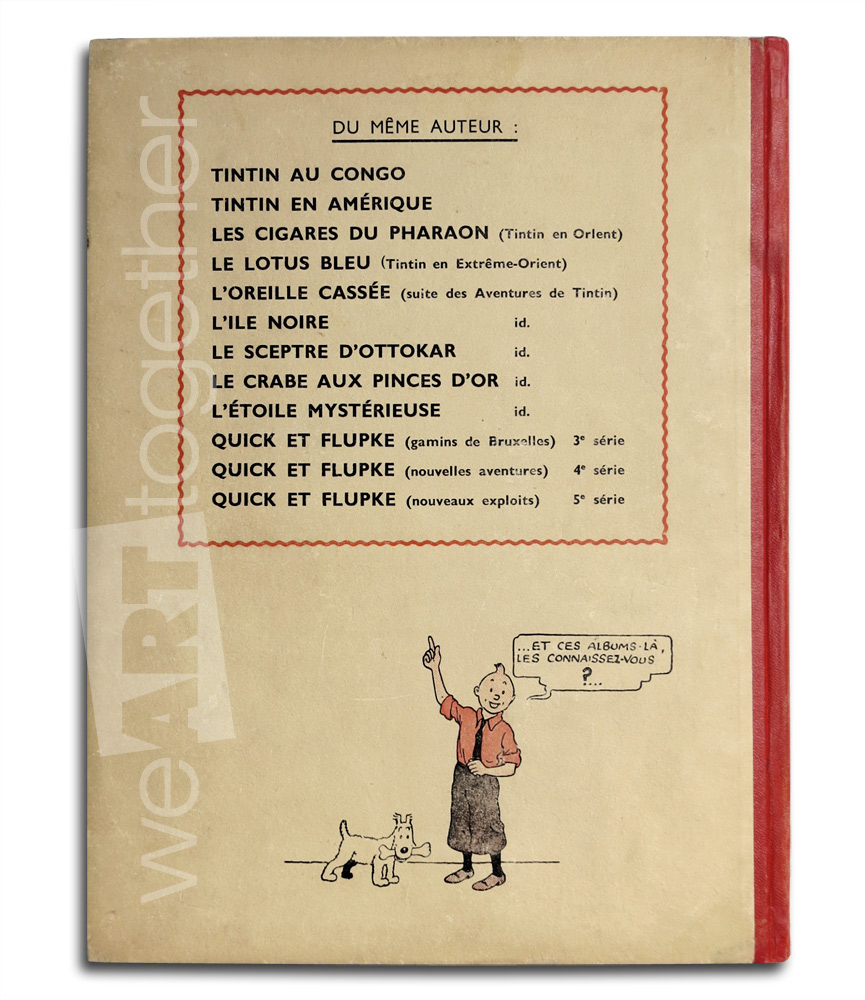 DU MÊME AUTEUR :
TINTIN AU CONGO
TINTIN EN AMÉRIQUE
LES CIGARES DU PHARAON (Tintin en Orient)
LE LOTUS BLEU (Tintin en Extrême-Orient)
L'OREILLE CASSÉE (suite des Aventures de Tintin)
L'ILE NOIRE id.
LE SCEPTRE D'OTTOKAR id.
LE CRABE AUX PINCES D'OR id.
L'ÉTOILE MYSTÉRIEUSE id.
QUICK ET FLUPKE (gamins de Bruxelles) 3e série
QUICK ET FLUPKE (nouvelles aventures) 4e série
QUICK ET FLUPKE (nouveaux exploits) 5e série
...ET CES ALBUMS-LÀ,
LES CONNAISSEZ-VOUS
?...
weARTtogether